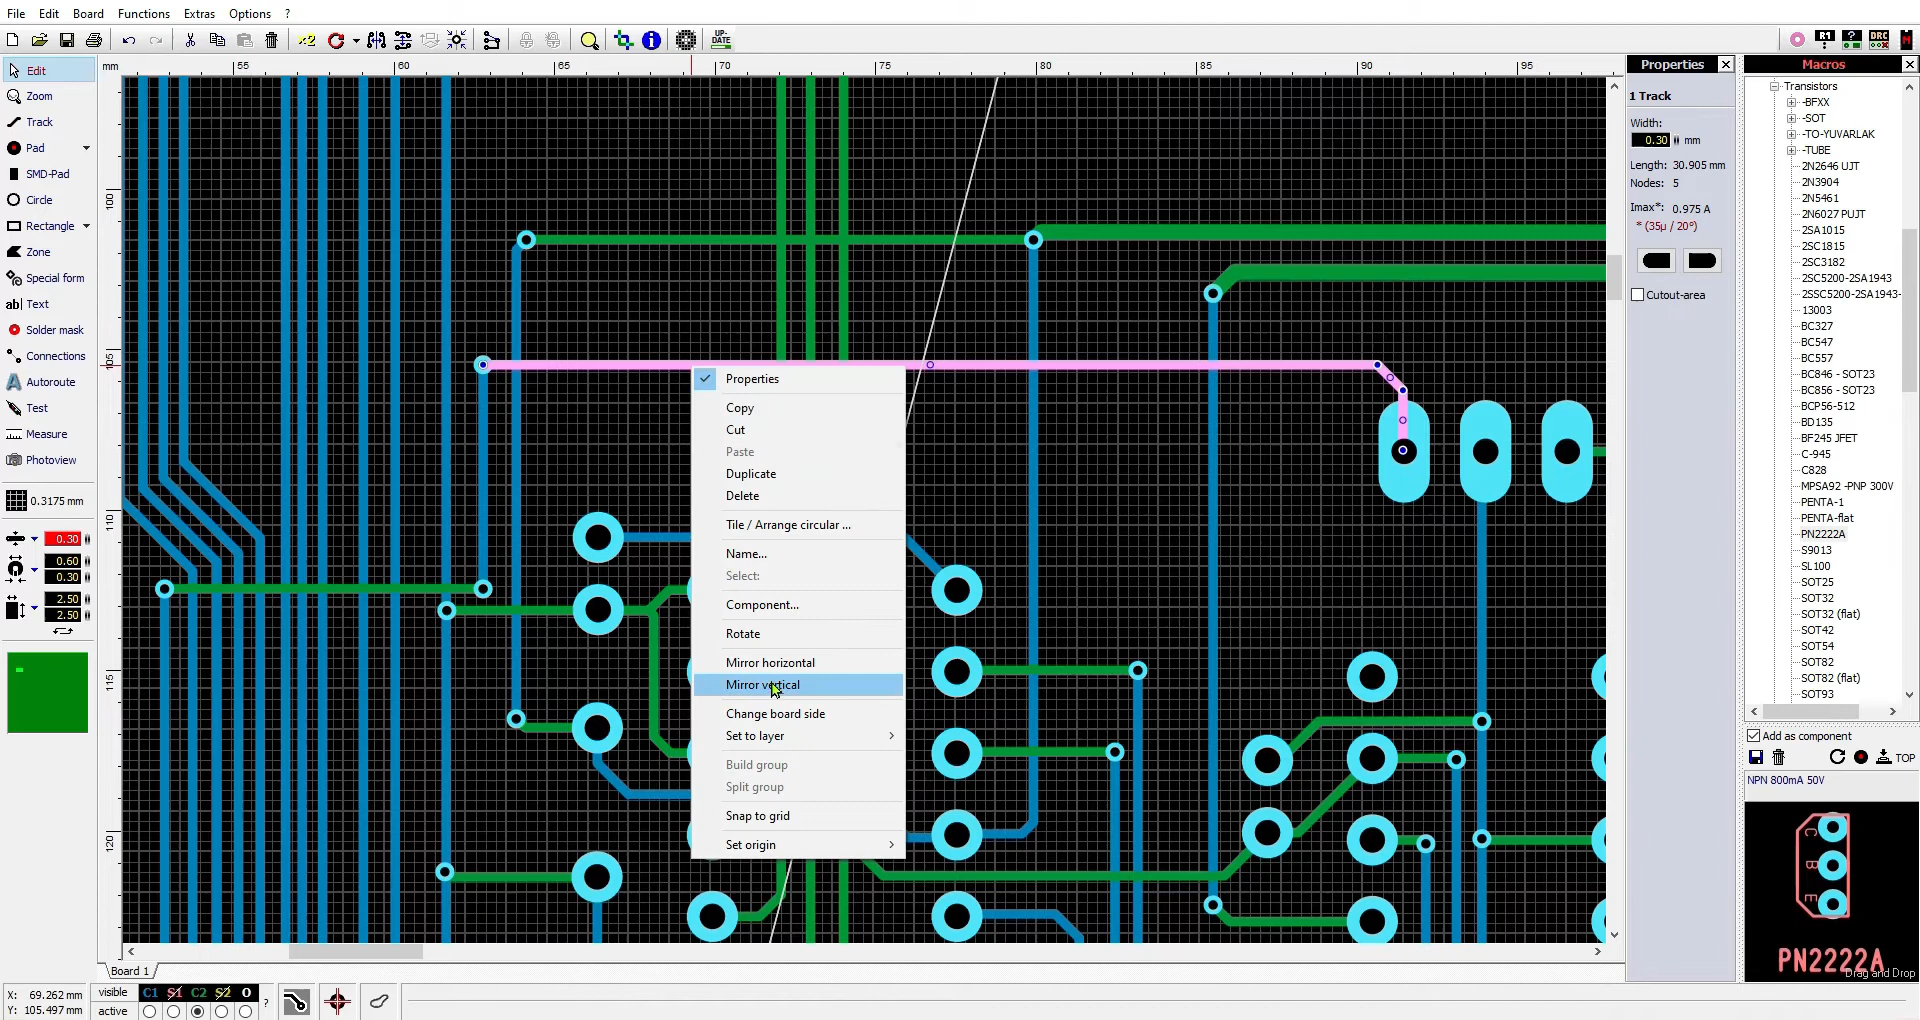 File Edit Board Functions Extras Options ?
x2
UP-
DATE
R1
?
DRC
M
mm
55 60 65 70 75 80 85 90 95
100
105
110
115
120
Edit
Zoom
Track
Pad
SMD-Pad
Circle
Rectangle
Zone
Special form
ab| Text
Solder mask
Connections
Autoroute
Test
Measure
Photoview
0.3175 mm
0.30
0.60
0.30
2.50
2.50
Properties
Copy
Cut
Paste
Duplicate
Delete
Tile / Arrange circular ...
Name...
Select:
Component...
Rotate
Mirror horizontal
Mirror vertical
Change board side
Set to layer
Build group
Split group
Snap to grid
Set origin
Properties
1 Track
Width:
0.30 mm
Length: 30.905 mm
Nodes: 5
Imax*: 0.975 A
* (35µ / 20°)
Cutout-area
Macros
Transistors
-BFXX
-SOT
-TO-YUVARLAK
-TUBE
2N2646 UJT
2N3904
2N5461
2N6027 PUJT
2SA1015
2SC1815
2SC3182
2SC5200-2SA1943
2SSC5200-2SA1943-
13003
BC327
BC547
BC557
BC846 - SOT23
BC856 - SOT23
BCP56-512
BD135
BF245 JFET
C-945
C828
MPSA92 -PNP 300V
PENTA-1
PENTA-flat
PN2222A
S9013
SL100
SOT25
SOT32
SOT32 (flat)
SOT42
SOT54
SOT82
SOT82 (flat)
SOT93
Add as component
TOP
NPN 800mA 50V
C
B
E
PN2222A
Drag and Drop
Board 1
X: 69.262 mm
Y: 105.497 mm
visible C1 S1 C2 S2 O
active
?